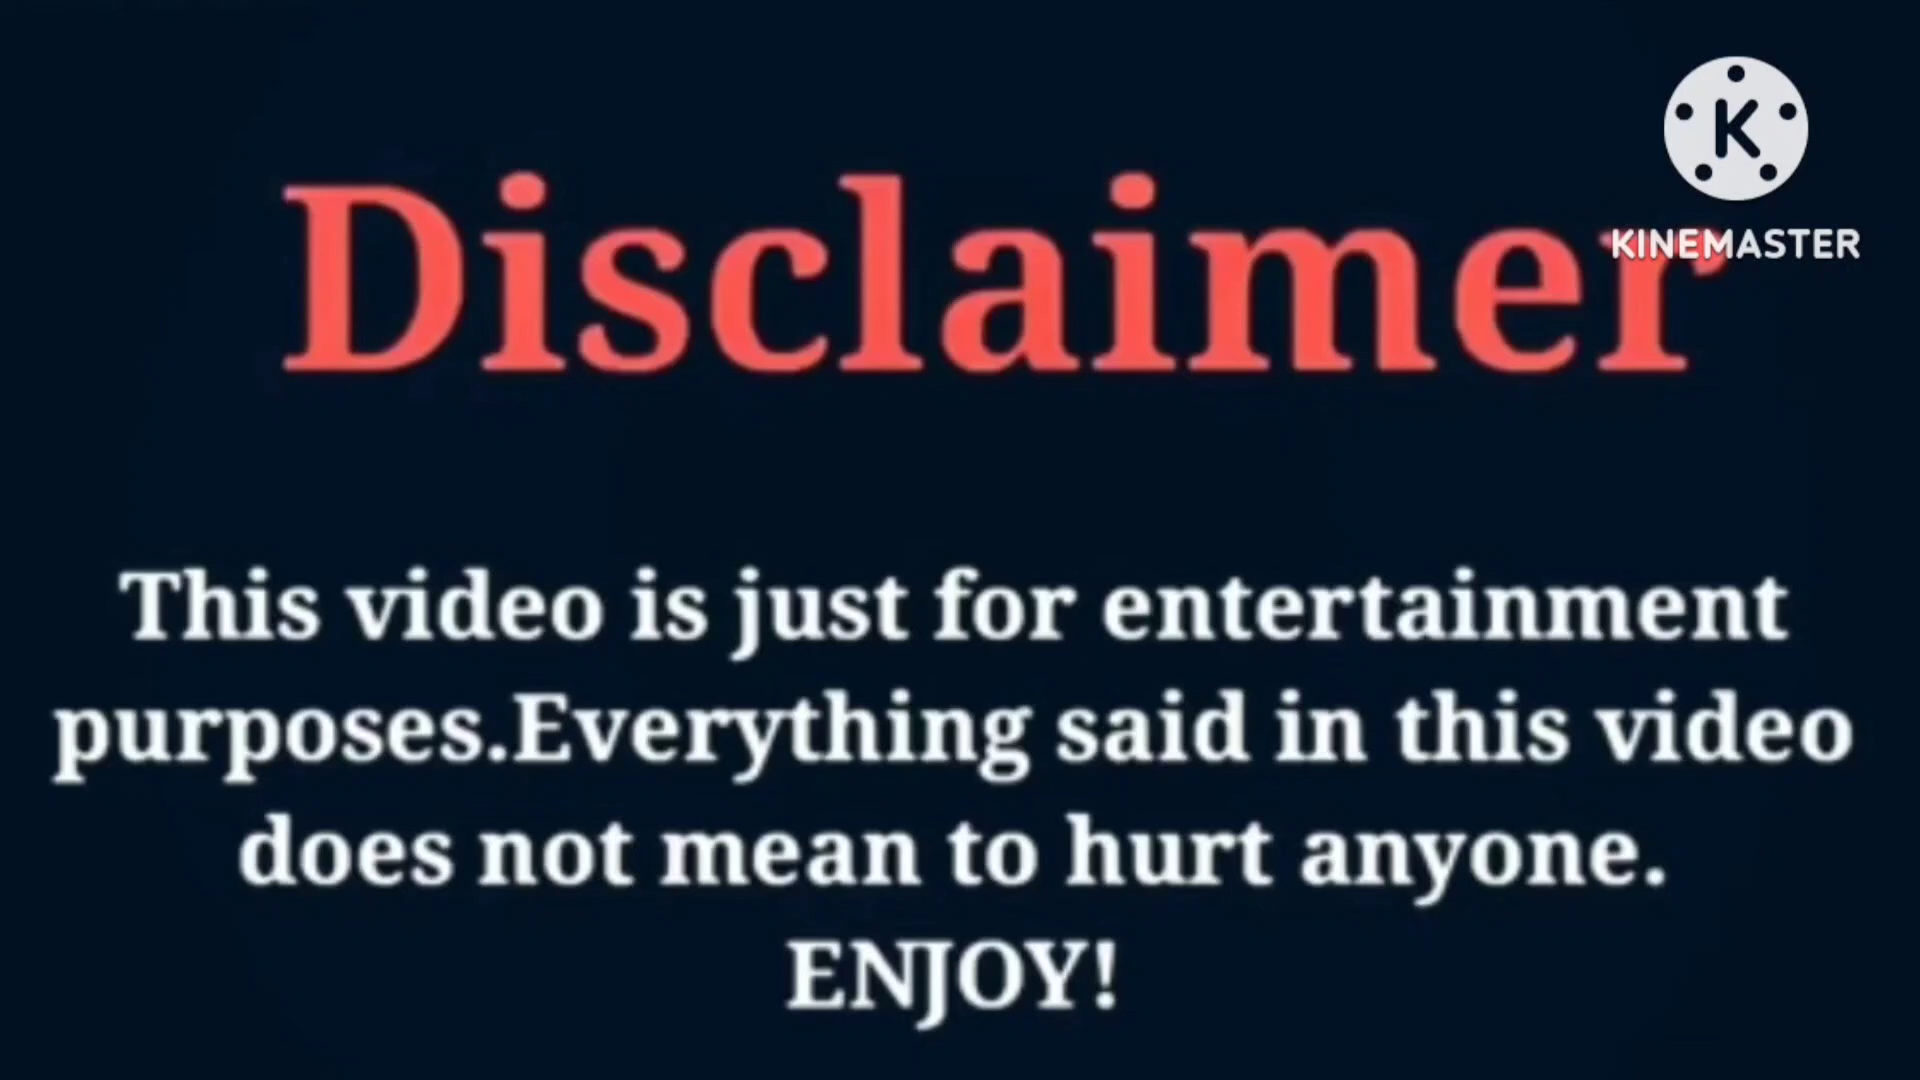 K
KINEMASTER
Disclaimer
This video is just for entertainment
purposes.Everything said in this video
does not mean to hurt anyone.
ENJOY!